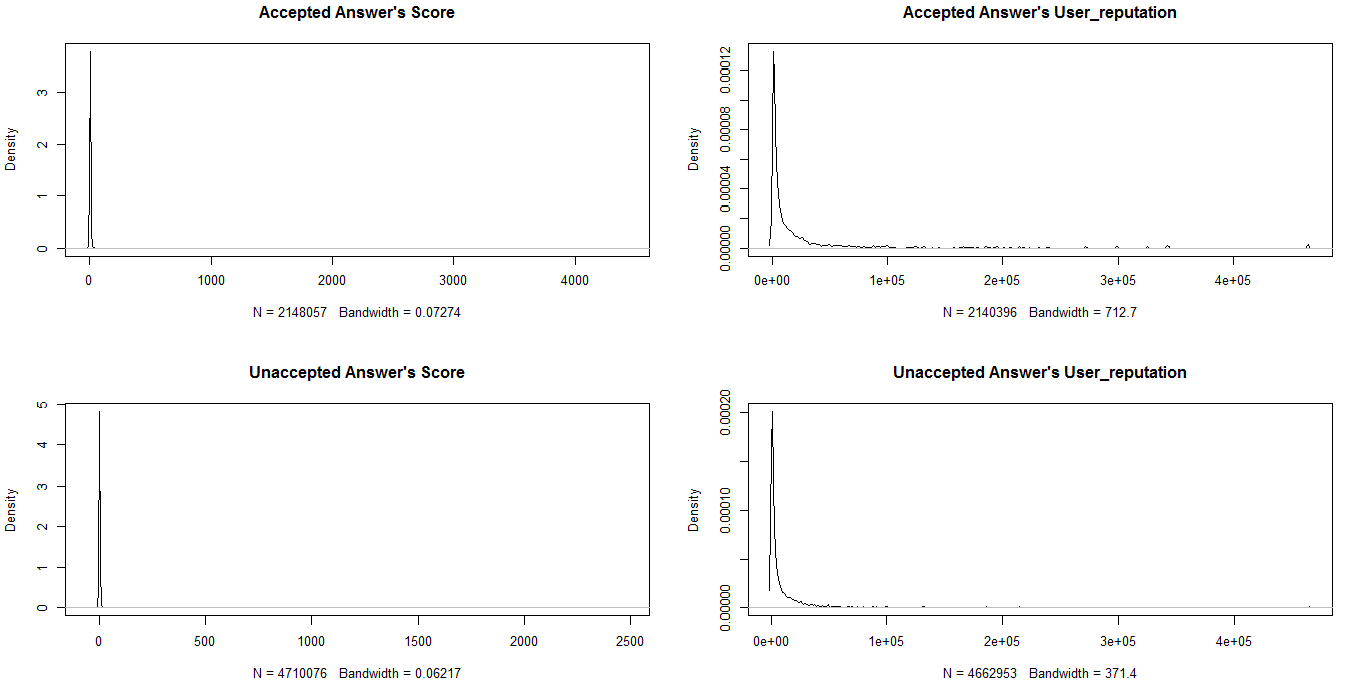 Accepted Answer's Score
Density
0
1
2
3
0
1000
2000
3000
4000
N = 2148057 Bandwidth = 0.07274
Accepted Answer's User_reputation
Density
0.00000
0.00004
0.00008
0.00012
0e+00
1e+05
2e+05
3e+05
4e+05
N = 2140396 Bandwidth = 712.7
Unaccepted Answer's Score
Density
0
1
2
3
4
5
0
500
1000
1500
2000
2500
N = 4710076 Bandwidth = 0.06217
Unaccepted Answer's User_reputation
Density
0.00000
0.00010
0.00020
0e+00
1e+05
2e+05
3e+05
4e+05
N = 4662953 Bandwidth = 371.4